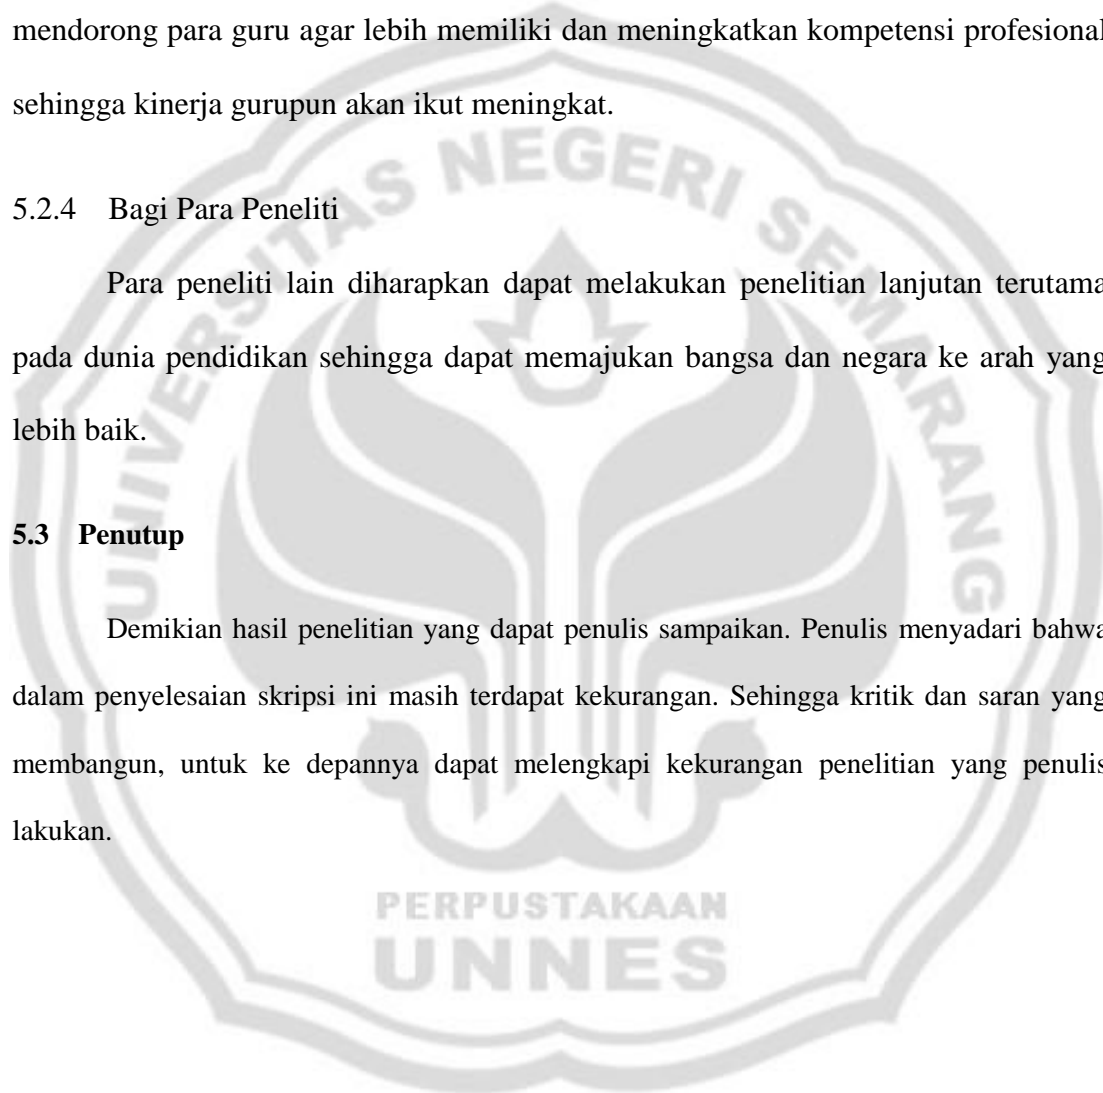 mendorong para guru agar lebih memiliki dan meningkatkan kompetensi profesional
sehingga kinerja gurupun akan ikut meningkat.
5.2.4 Bagi Para Peneliti
Para peneliti lain diharapkan dapat melakukan penelitian lanjutan terutama
pada dunia pendidikan sehingga dapat memajukan bangsa dan negara ke arah yang
lebih baik.
5.3 Penutup
Demikian hasil penelitian yang dapat penulis sampaikan. Penulis menyadari bahwa
dalam penyelesaian skripsi ini masih terdapat kekurangan. Sehingga kritik dan saran yang
membangun, untuk ke depannya dapat melengkapi kekurangan penelitian yang penulis
lakukan.
UNIVERSITAS NEGERI SEMARANG
PERPUSTAKAAN
UNNES